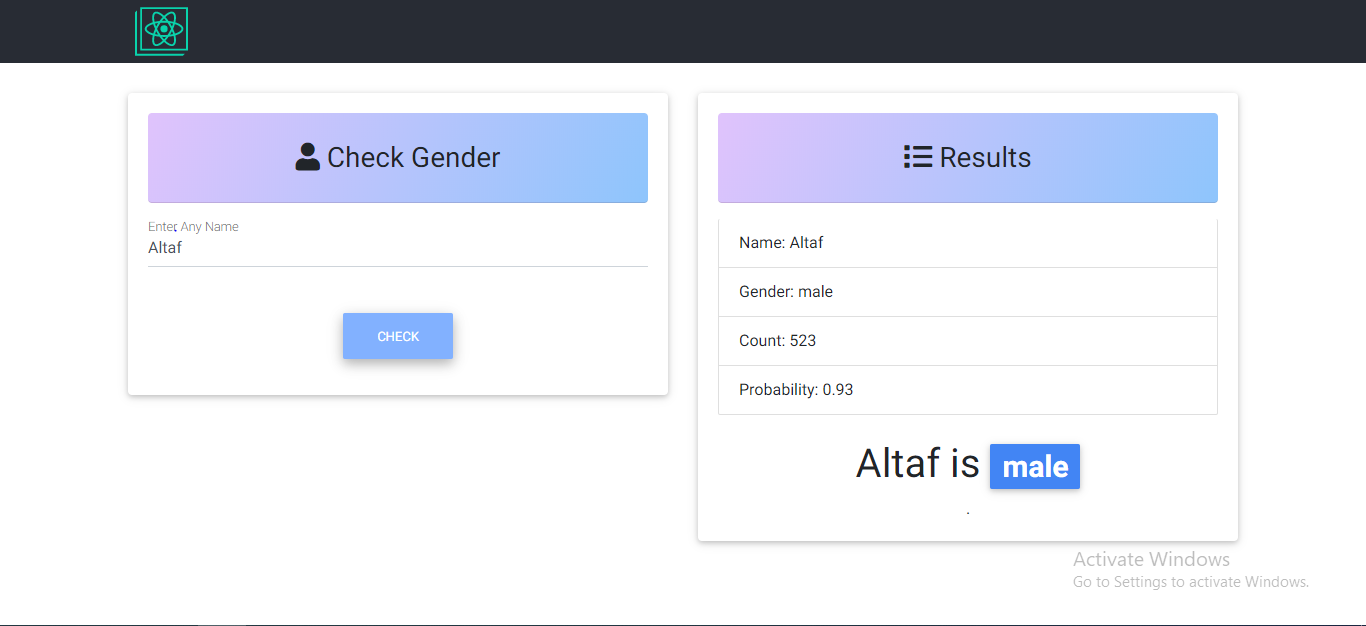 Check Gender
Enter Any Name
Altaf
CHECK
Results
Name: Altaf
Gender: male
Count: 523
Probability: 0.93
Altaf is male
.
Activate Windows
Go to Settings to activate Windows.